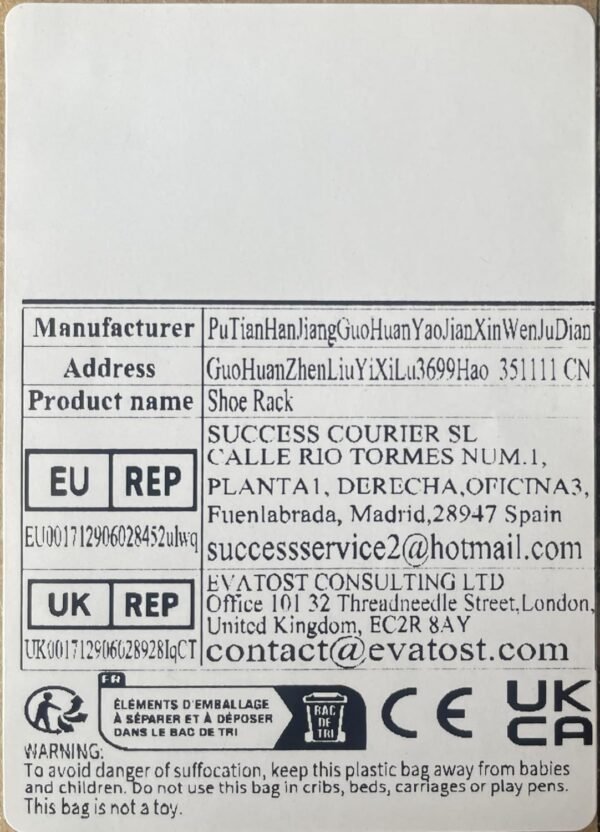 Manufacturer PuTianHanJiangGuoHuanYaoJianXinWenJuDian
Address GuoHuanZhenLiuYiXiLu3699Hao 351111 CN
Product name Shoe Rack
SUCCESS COURIER SL
CALLE RIO TORMES NUM.1,
EU REP PLANTA1, DERECHA,OFICINA3,
Fuenlabrada, Madrid,28947 Spain
EU001712906028452ulwq successservice2@hotmail.com
EVATOST CONSULTING LTD
UK REP Office 101 32 Threadneedle Street,London,
United Kingdom, EC2R 8AY
UK001712906028928IqCT contact@evatost.com
FR
ÉLÉMENTS D'EMBALLAGE
À SÉPARER ET À DÉPOSER
DANS LE BAC DE TRI
BAC
DE
TRI
CE
UK
CA
WARNING:
To avoid danger of suffocation, keep this plastic bag away from babies
and children. Do not use this bag in cribs, beds, carriages or play pens.
This bag is not a toy.